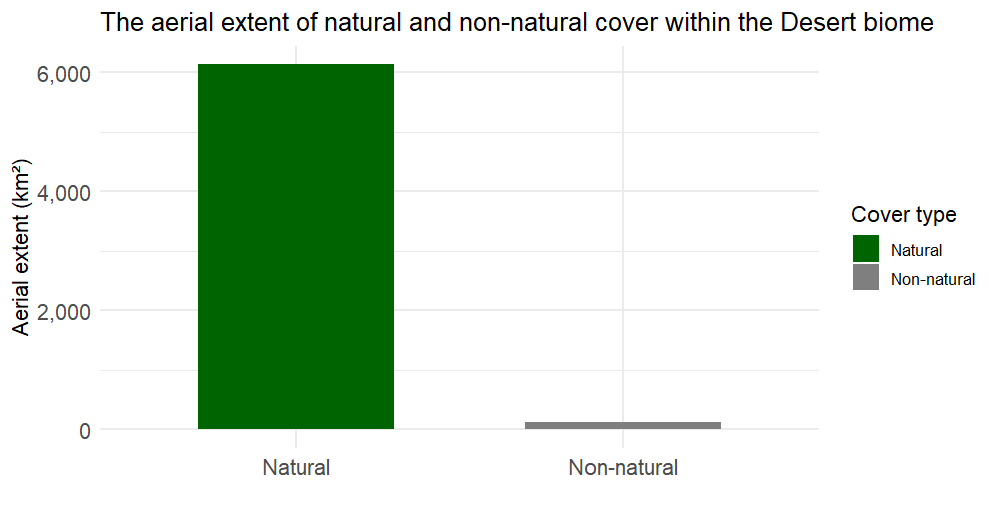 The aerial extent of natural and non-natural cover within the Desert biome
Aerial extent (km²)
6,000
4,000
2,000
0
Natural
Non-natural
Cover type
Natural
Non-natural